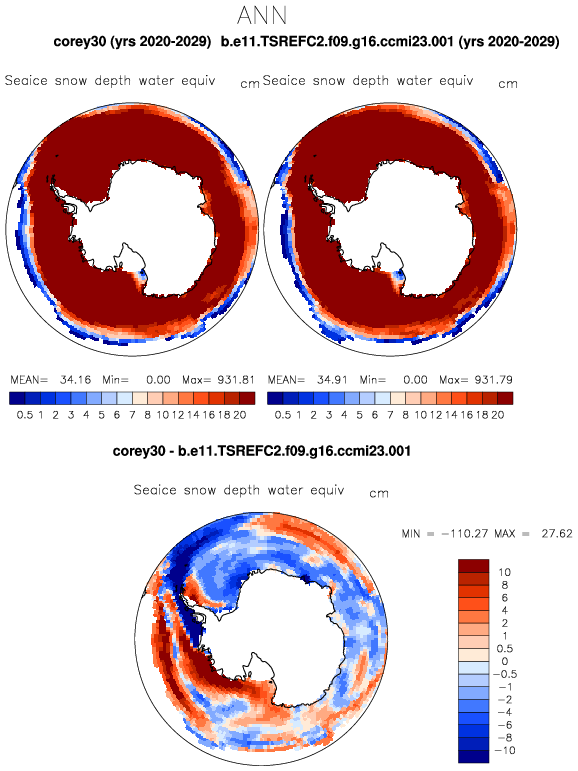 ANN
corey30 (yrs 2020-2029) b.e11.TSREFC2.f09.g16.ccmi23.001 (yrs 2020-2029)
Seaice snow depth water equiv cm Seaice snow depth water equiv cm
MEAN= 34.16 Min= 0.00 Max= 931.81 MEAN= 34.91 Min= 0.00 Max= 931.79
0.5 1 2 3 4 5 6 7 8 10 12 14 16 18 20 0.5 1 2 3 4 5 6 7 8 10 12 14 16 18 20
corey30 - b.e11.TSREFC2.f09.g16.ccmi23.001
Seaice snow depth water equiv cm
MIN = -110.27 MAX = 27.62
10
8
6
4
2
1
0.5
0
-0.5
-1
-2
-4
-6
-8
-10